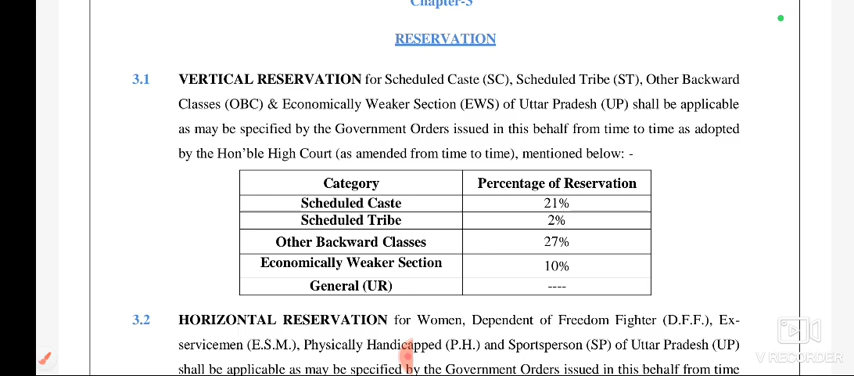 Chapter-3
RESERVATION
3.1 VERTICAL RESERVATION for Scheduled Caste (SC), Scheduled Tribe (ST), Other Backward
Classes (OBC) & Economically Weaker Section (EWS) of Uttar Pradesh (UP) shall be applicable
as may be specified by the Government Orders issued in this behalf from time to time as adopted
by the Hon'ble High Court (as amended from time to time), mentioned below: -
Category Percentage of Reservation
Scheduled Caste 21%
Scheduled Tribe 2%
Other Backward Classes 27%
Economically Weaker Section 10%
General (UR) ----
3.2 HORIZONTAL RESERVATION for Women, Dependent of Freedom Fighter (D.F.F.), Ex-
servicemen (E.S.M.), Physically Handicapped (P.H.) and Sportsperson (SP) of Uttar Pradesh (UP)
shall be applicable as may be specified by the Government Orders issued in this behalf from time
V RECORDER